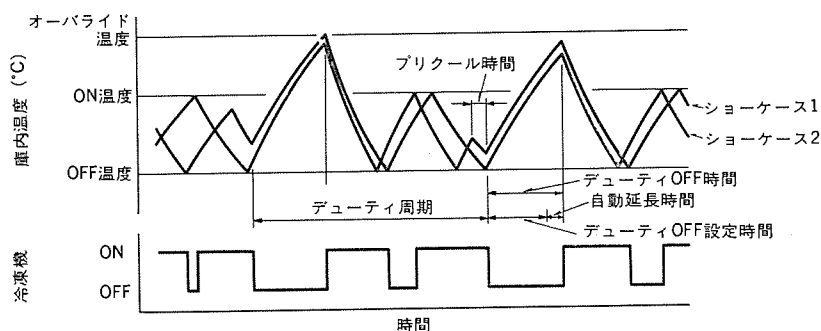 オーバライド
温度
プリクール時間
ON温度
ショーケース1
ショーケース2
OFF温度
庫内温度 (°C)
デューティOFF時間
デューティ周期
自動延長時間
デューティOFF設定時間
ON
OFF
冷凍機
時間